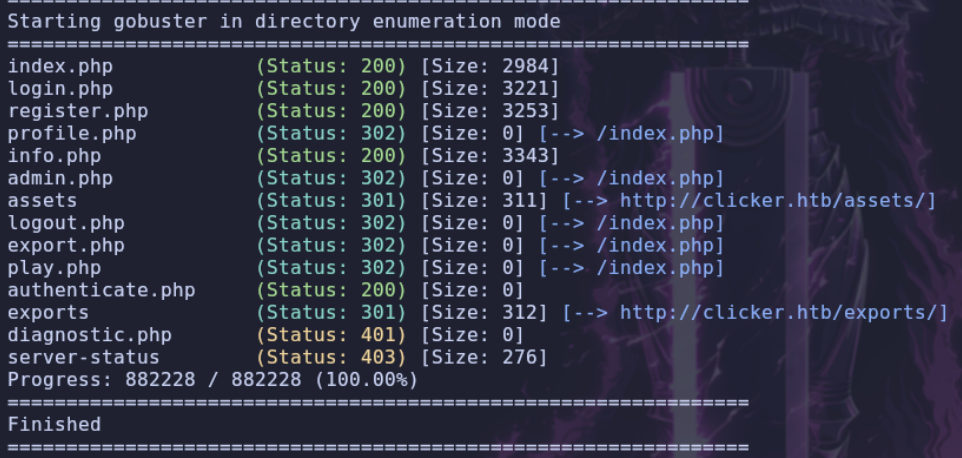 ===============================================================
Starting gobuster in directory enumeration mode
===============================================================
index.php            (Status: 200) [Size: 2984]
login.php            (Status: 200) [Size: 3221]
register.php         (Status: 200) [Size: 3253]
profile.php          (Status: 302) [Size: 0] [--> /index.php]
info.php             (Status: 200) [Size: 3343]
admin.php            (Status: 302) [Size: 0] [--> /index.php]
assets               (Status: 301) [Size: 311] [--> http://clicker.htb/assets/]
logout.php           (Status: 302) [Size: 0] [--> /index.php]
export.php           (Status: 302) [Size: 0] [--> /index.php]
play.php             (Status: 302) [Size: 0] [--> /index.php]
authenticate.php     (Status: 200) [Size: 0]
exports              (Status: 301) [Size: 312] [--> http://clicker.htb/exports/]
diagnostic.php       (Status: 401) [Size: 0]
server-status        (Status: 403) [Size: 276]
Progress: 882228 / 882228 (100.00%)
===============================================================
Finished
===============================================================